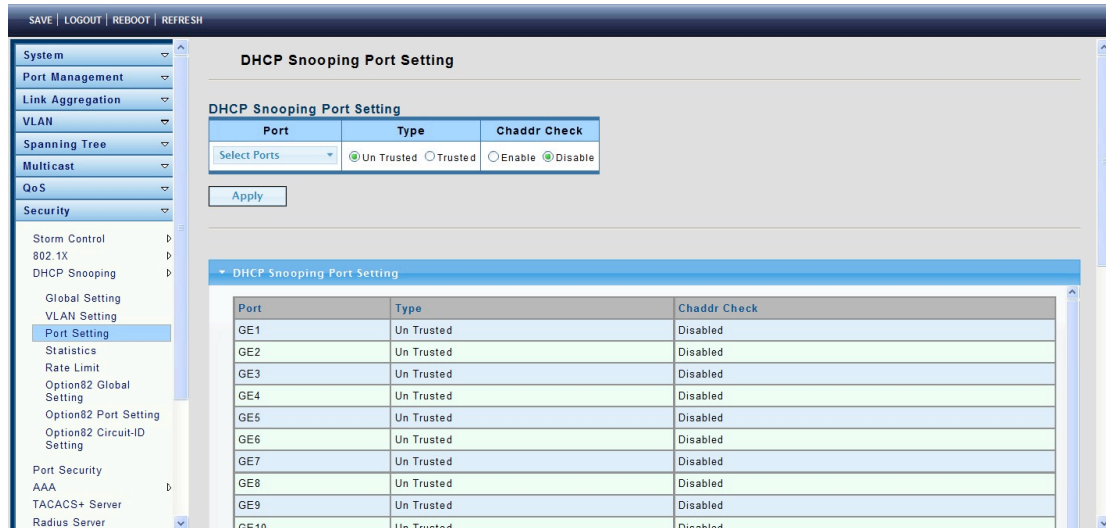 SAVE | LOGOUT | REBOOT | REFRESH
System
Port Management
Link Aggregation
VLAN
Spanning Tree
Multicast
QoS
Security
Storm Control
802.1X
DHCP Snooping
Global Setting
VLAN Setting
Port Setting
Statistics
Rate Limit
Option82 Global
Setting
Option82 Port Setting
Option82 Circuit-ID
Setting
Port Security
AAA
TACACS+ Server
Radius Server
DHCP Snooping Port Setting
DHCP Snooping Port Setting
Port Type Chaddr Check
Select Ports Un Trusted Trusted Enable Disable
Apply
DHCP Snooping Port Setting
Port Type Chaddr Check
GE1 Un Trusted Disabled
GE2 Un Trusted Disabled
GE3 Un Trusted Disabled
GE4 Un Trusted Disabled
GE5 Un Trusted Disabled
GE6 Un Trusted Disabled
GE7 Un Trusted Disabled
GE8 Un Trusted Disabled
GE9 Un Trusted Disabled
GE10 Un Trusted Disabled